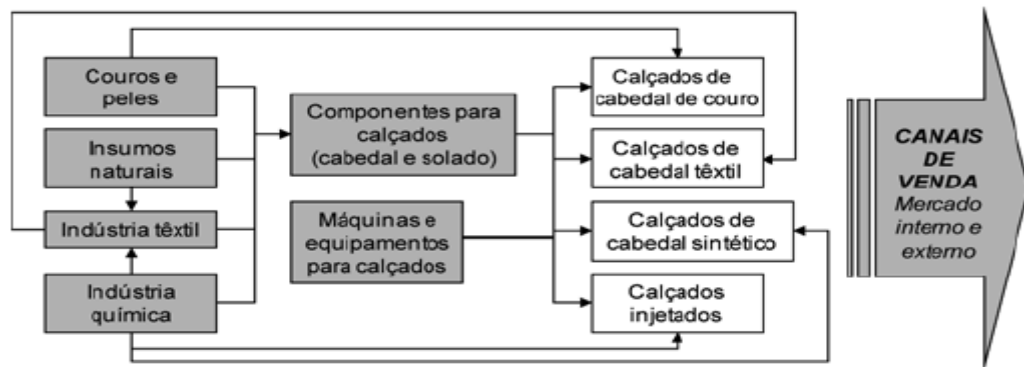 Couros e
peles
Insumos
naturais
Indústria têxtil
Indústria
química
Componentes para
calçados
(cabedal e solado)
Máquinas e
equipamentos
para calçados
Calçados de
cabedal de couro
Calçados de
cabedal têxtil
Calçados de
cabedal sintético
Calçados
injetados
CANAIS
DE
VENDA
Mercado
interno e
externo